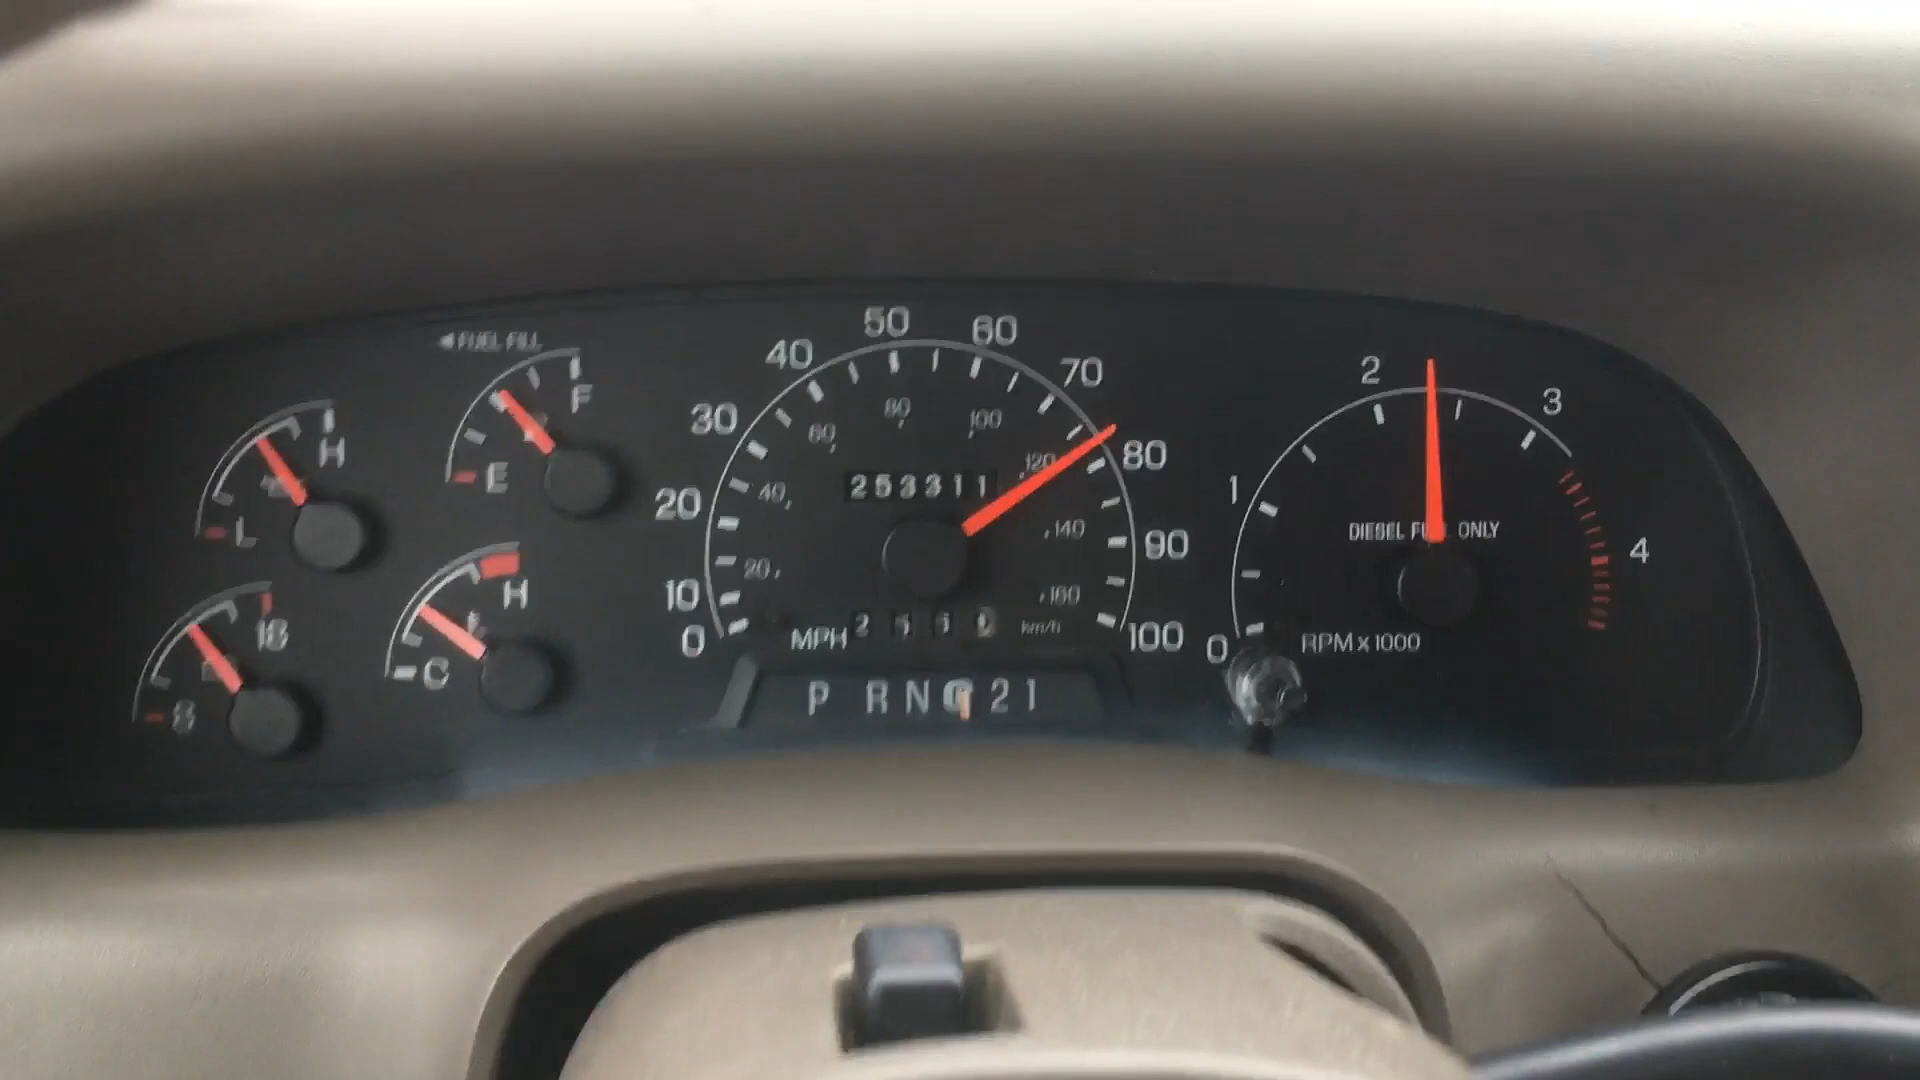 ◀FUEL FILL
F
E
H
L
H
C
18
8
0
10
20
30
40
50
60
70
80
90
100
20
40
60
80
100
120
140
160
253311
MPH
km/h
P R N D 2 1
0
1
2
3
4
DIESEL FUEL ONLY
RPM x 1000